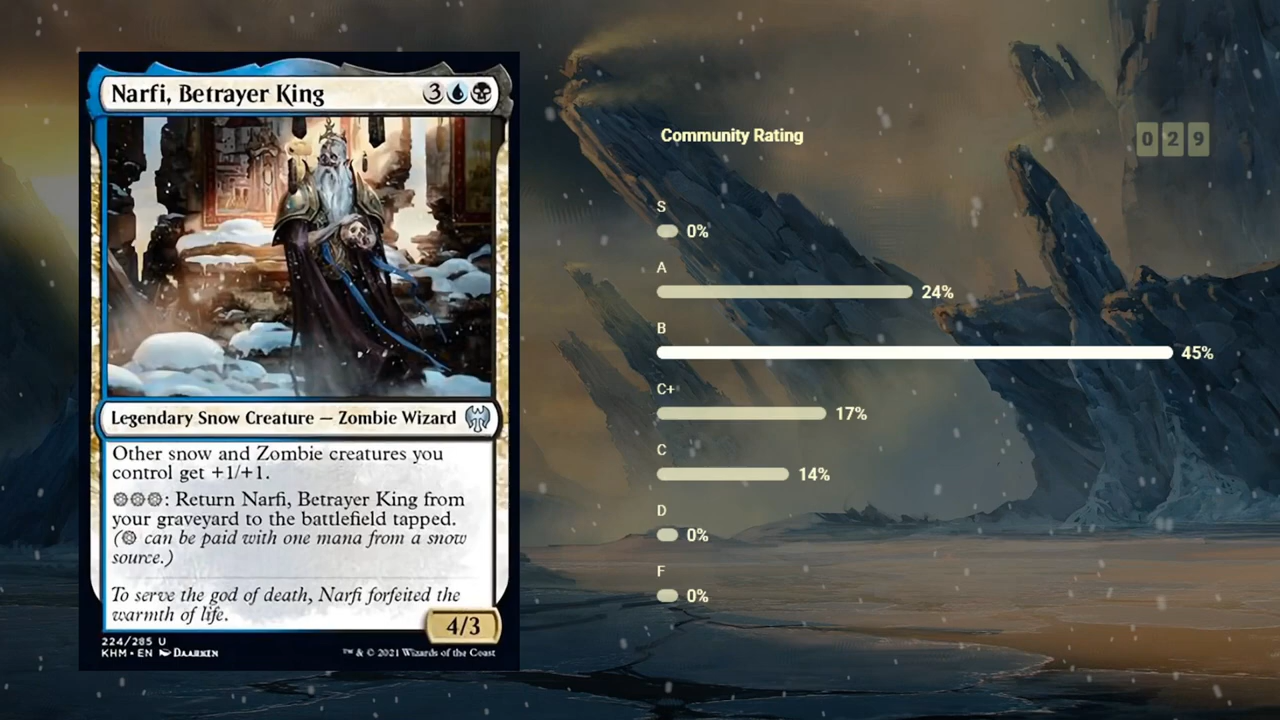 Narfi, Betrayer King 3
Legendary Snow Creature — Zombie Wizard
Other snow and Zombie creatures you
control get +1/+1.
: Return Narfi, Betrayer King from
your graveyard to the battlefield tapped.
( can be paid with one mana from a snow
source.)
To serve the god of death, Narfi forfeited the
warmth of life.
4/3
224/285 U
KHM • EN DAARKEN
™ & © 2021 Wizards of the Coast
Community Rating
029
S
0%
A
24%
B
45%
C+
17%
C
14%
D
0%
F
0%